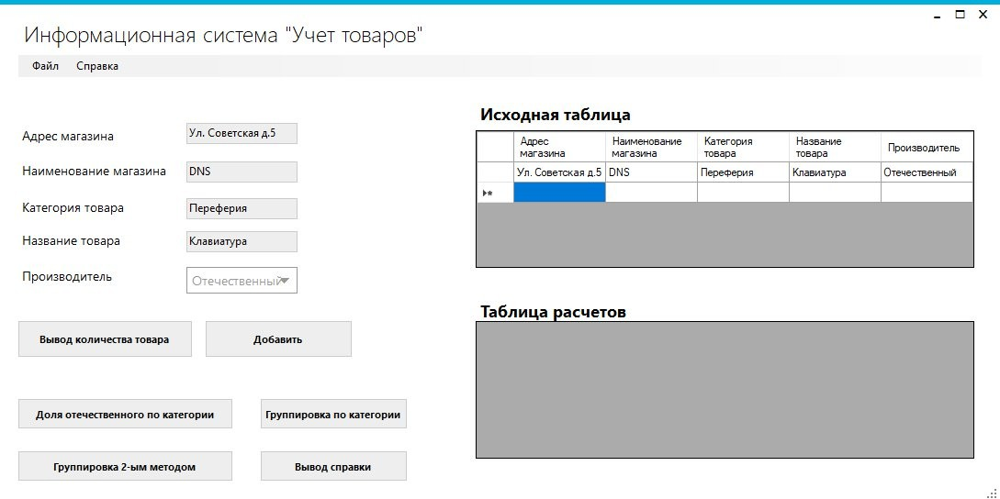 Информационная система "Учет товаров"
Файл Справка
Адрес магазина Ул. Советская д.5
Наименование магазина DNS
Категория товара Переферия
Название товара Клавиатура
Производитель Отечественный
Вывод количества товара Добавить
Доля отечественного по категории Группировка по категории
Группировка 2-ым методом Вывод справки
Исходная таблица
Адрес магазина Наименование магазина Категория товара Название товара Производитель
Ул. Советская д.5 DNS Переферия Клавиатура Отечественный
Таблица расчетов